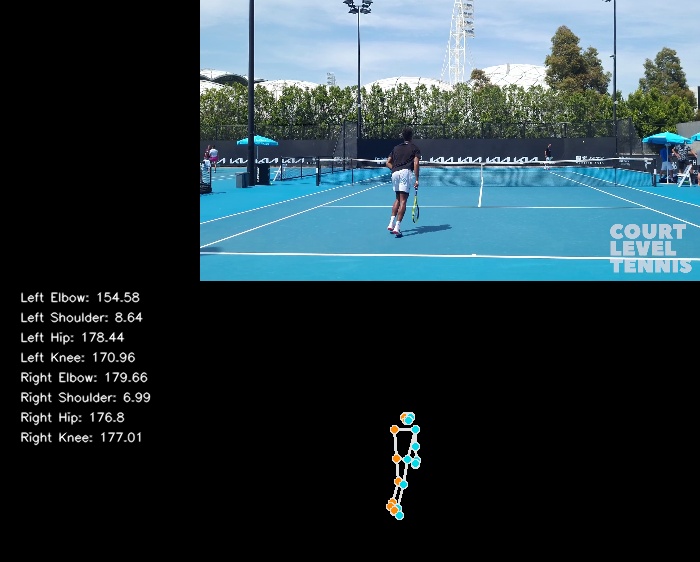 COURT
LEVEL
TENNIS
Left Elbow: 154.58
Left Shoulder: 8.64
Left Hip: 178.44
Left Knee: 170.96
Right Elbow: 179.66
Right Shoulder: 6.99
Right Hip: 176.8
Right Knee: 177.01